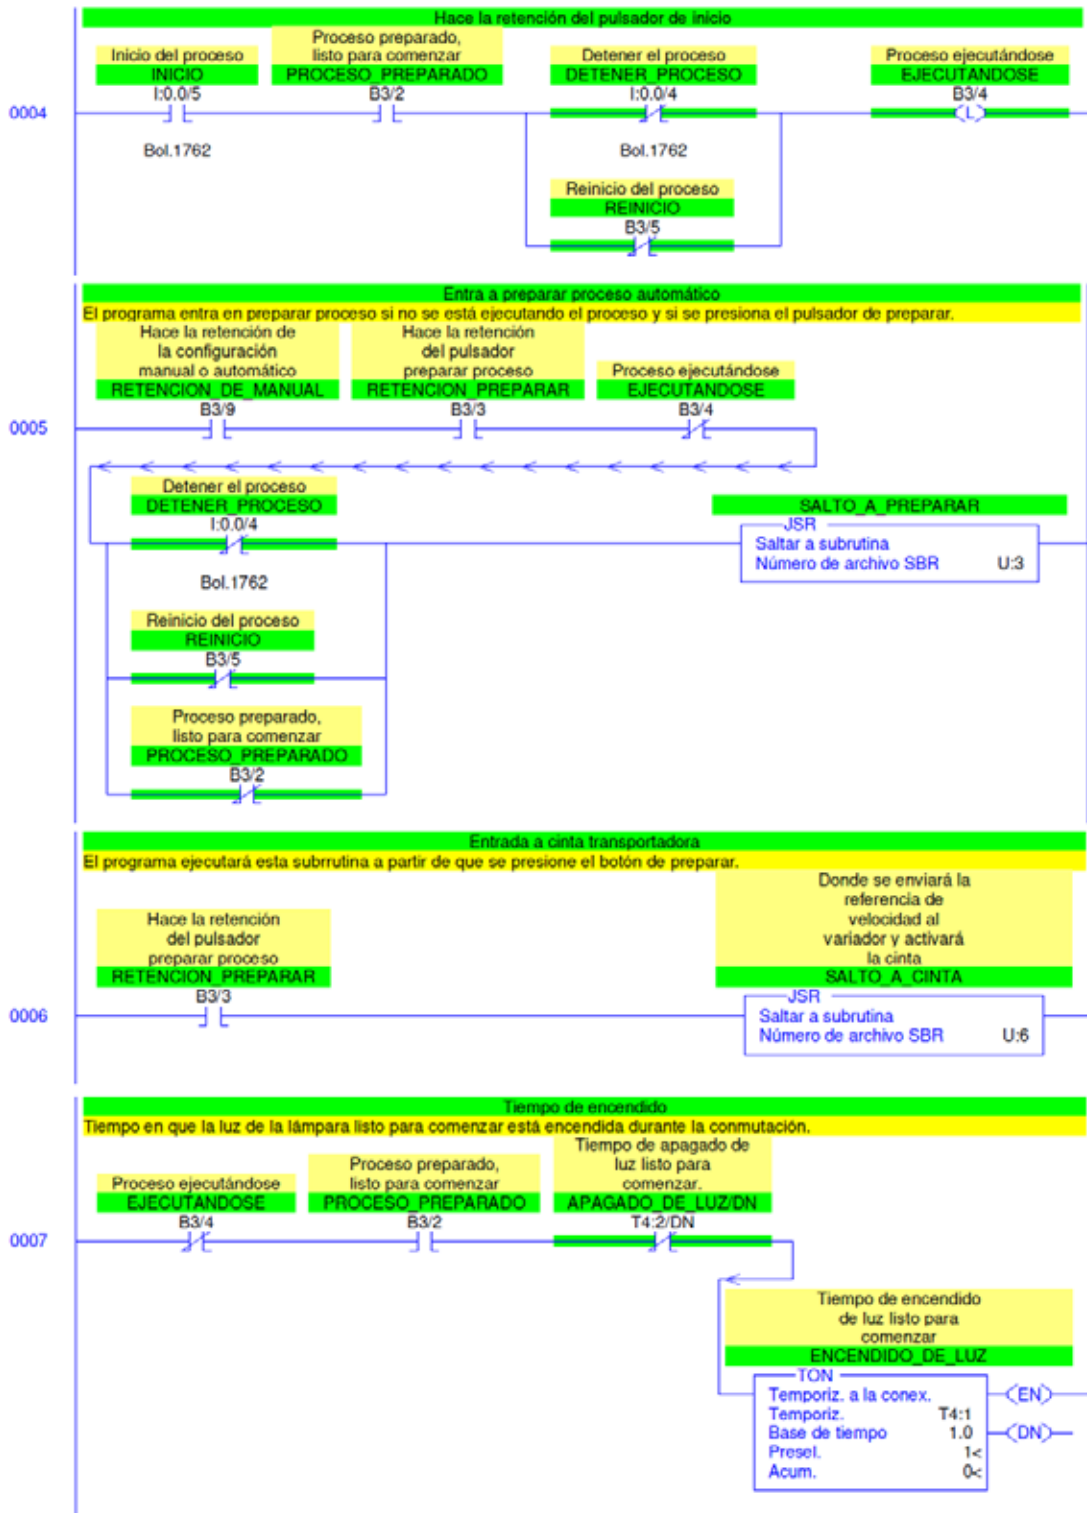 Hace la retención del pulsador de inicio
Inicio del proceso
INICIO
I:0.0/5
Bol.1762
Proceso preparado,
listo para comenzar
PROCESO_PREPARADO
B3/2
Detener el proceso
DETENER_PROCESO
I:0.0/4
Bol.1762
Reinicio del proceso
REINICIO
B3/5
Proceso ejecutándose
EJECUTANDOSE
B3/4
L
0004
Entra a preparar proceso automático
El programa entra en preparar proceso si no se está ejecutando el proceso y si se presiona el pulsador de preparar.
Hace la retención de
la configuración
manual o automático
RETENCION_DE_MANUAL
B3/9
Hace la retención
del pulsador
preparar proceso
RETENCION_PREPARAR
B3/3
Proceso ejecutándose
EJECUTANDOSE
B3/4
0005
Detener el proceso
DETENER_PROCESO
I:0.0/4
Bol.1762
Reinicio del proceso
REINICIO
B3/5
Proceso preparado,
listo para comenzar
PROCESO_PREPARADO
B3/2
SALTO_A_PREPARAR
JSR
Saltar a subrutina
Número de archivo SBR U:3
Entrada a cinta transportadora
El programa ejecutará esta subrrutina a partir de que se presione el botón de preparar.
Hace la retención
del pulsador
preparar proceso
RETENCION_PREPARAR
B3/3
0006
Donde se enviará la
referencia de
velocidad al
variador y activará
la cinta
SALTO_A_CINTA
JSR
Saltar a subrutina
Número de archivo SBR U:6
Tiempo de encendido
Tiempo en que la luz de la lámpara listo para comenzar está encendida durante la conmutación.
Proceso ejecutándose
EJECUTANDOSE
B3/4
Proceso preparado,
listo para comenzar
PROCESO_PREPARADO
B3/2
Tiempo de apagado de
luz listo para
comenzar.
APAGADO_DE_LUZ/DN
T4:2/DN
0007
Tiempo de encendido
de luz listo para
comenzar
ENCENDIDO_DE_LUZ
TON
Temporiz. a la conex.
Temporiz. T4:1
Base de tiempo 1.0
Presel. 1<
Acum. 0<
EN
DN